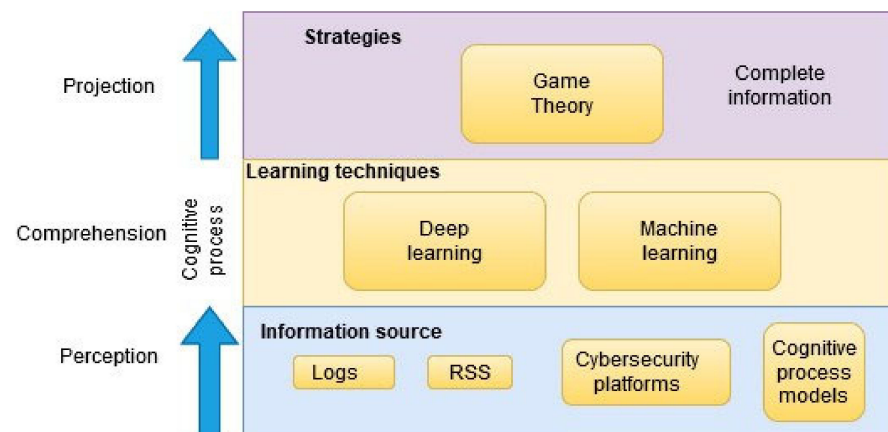 Strategies
Projection
Game
Theory
Complete
information
Learning techniques
Comprehension
Cognitive
process
Deep
learning
Machine
learning
Information source
Perception
Logs
RSS
Cybersecurity
platforms
Cognitive
process
models